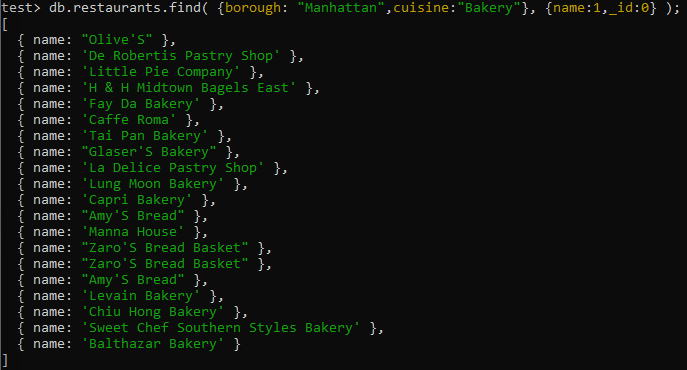 test> db.restaurants.find( {borough: "Manhattan",cuisine:"Bakery"}, {name:1,_id:0} );
[
  { name: "Olive'S" },
  { name: 'De Robertis Pastry Shop' },
  { name: 'Little Pie Company' },
  { name: 'H & H Midtown Bagels East' },
  { name: 'Fay Da Bakery' },
  { name: 'Caffe Roma' },
  { name: 'Tai Pan Bakery' },
  { name: "Glaser'S Bakery" },
  { name: 'La Delice Pastry Shop' },
  { name: 'Lung Moon Bakery' },
  { name: 'Capri Bakery' },
  { name: "Amy'S Bread" },
  { name: 'Manna House' },
  { name: "Zaro'S Bread Basket" },
  { name: "Zaro'S Bread Basket" },
  { name: "Amy'S Bread" },
  { name: 'Levain Bakery' },
  { name: 'Chiu Hong Bakery' },
  { name: 'Sweet Chef Southern Styles Bakery' },
  { name: 'Balthazar Bakery' }
]